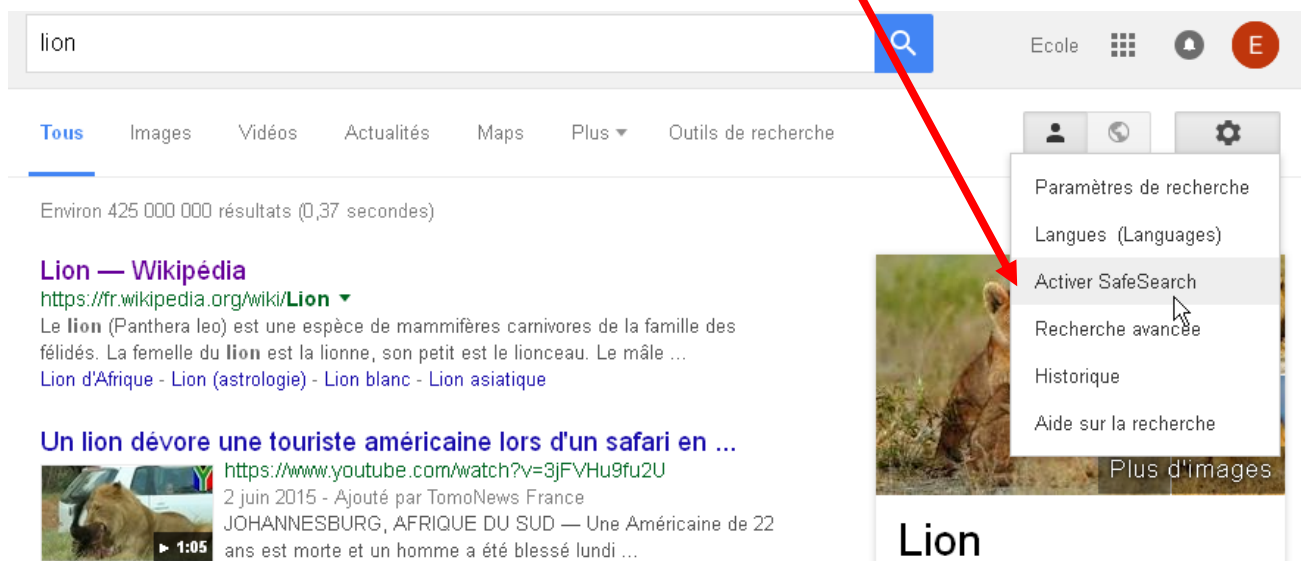 lion
Ecole
E
Tous Images Vidéos Actualités Maps Plus Outils de recherche
Environ 425 000 000 résultats (0,37 secondes)
Lion — Wikipédia
https://fr.wikipedia.org/wiki/Lion
Le lion (Panthera leo) est une espèce de mammifères carnivores de la famille des
félidés. La femelle du lion est la lionne, son petit est le lionceau. Le mâle ...
Lion d'Afrique - Lion (astrologie) - Lion blanc - Lion asiatique
Un lion dévore une touriste américaine lors d'un safari en ...
https://www.youtube.com/watch?v=3jFVHu9fu2U
2 juin 2015 - Ajouté par TomoNews France
JOHANNESBURG, AFRIQUE DU SUD — Une Américaine de 22
ans est morte et un homme a été blessé lundi ...
1:05
Paramètres de recherche
Langues (Languages)
Activer SafeSearch
Recherche avancée
Historique
Aide sur la recherche
Plus d'images
Lion